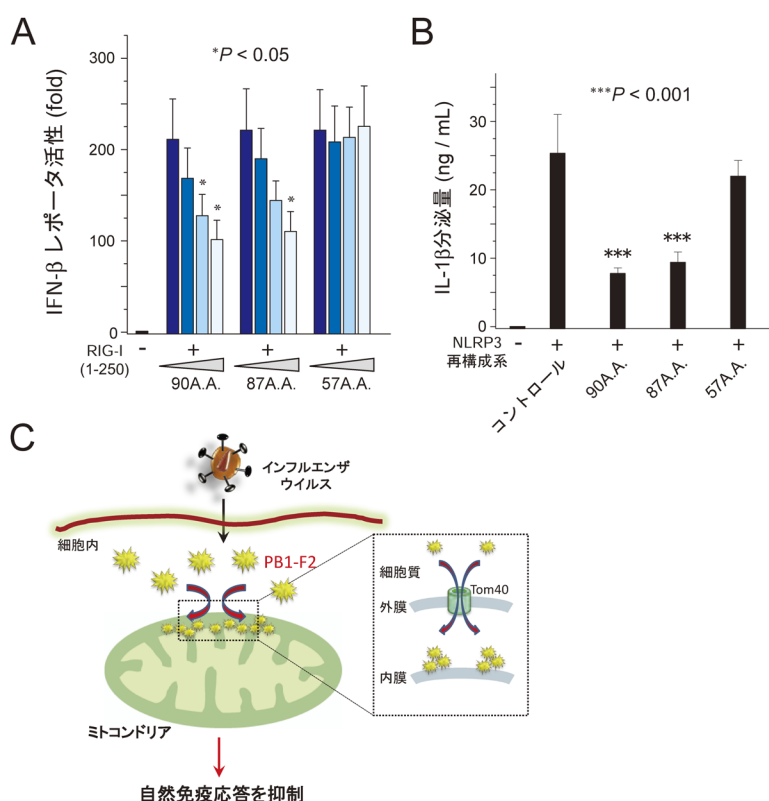 A
*P < 0.05
IFN-β レポータ活性 (fold)
300
200
100
0
RIG-I
(1-250)
- + + +
90A.A. 87A.A. 57A.A.
* * *
B
***P < 0.001
IL-1β分泌量 (ng / mL)
30
20
10
0
*** ***
NLRP3
再構成系
- + + + +
コントロール
90A.A.
87A.A.
57A.A.
C
インフルエンザ
ウイルス
細胞内
PB1-F2
細胞質
Tom40
外膜
内膜
ミトコンドリア
自然免疫応答を抑制